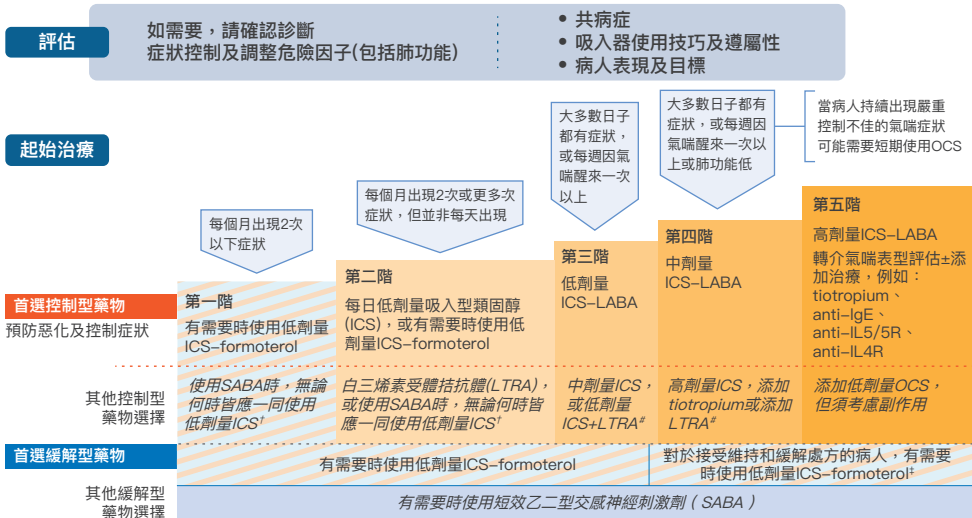 評估
如需要，請確認診斷
症狀控制及調整危險因子(包括肺功能)
• 共病症
• 吸入器使用技巧及遵屬性
• 病人表現及目標
起始治療
每個月出現2次
以下症狀
每個月出現2次或更多次
症狀，但並非每天出現
大多數日子
都有症狀，
或每週因氣
喘醒來一次
以上
大多數日子都有
症狀，或每週因
氣喘醒來一次以
上或肺功能低
當病人持續出現嚴重
控制不佳的氣喘症狀
可能需要短期使用OCS
首選控制型藥物
預防惡化及控制症狀
第一階
有需要時使用低劑量
ICS-formoterol
第二階
每日低劑量吸入型類固醇
(ICS)，或有需要時使用低
劑量ICS-formoterol
第三階
低劑量
ICS-LABA
第四階
中劑量
ICS-LABA
第五階
高劑量ICS-LABA
轉介氣喘表型評估±添
加治療，例如：
tiotropium、
anti-IgE、
anti-IL5/5R、
anti-IL4R
其他控制型
藥物選擇
使用SABA時，無論
何時皆應一同使用
低劑量ICS†
白三烯素受體拮抗體(LTRA)，
或使用SABA時，無論何時皆
應一同使用低劑量ICS†
中劑量ICS，
或低劑量
ICS+LTRA#
高劑量ICS，添加
tiotropium或添加
LTRA#
添加低劑量OCS，
但須考慮副作用
首選緩解型藥物
有需要時使用低劑量ICS-formoterol
對於接受維持和緩解處方的病人，有需要
時使用低劑量ICS-formoterol‡
其他緩解型
藥物選擇
有需要時使用短效乙二型交感神經刺激劑（SABA）